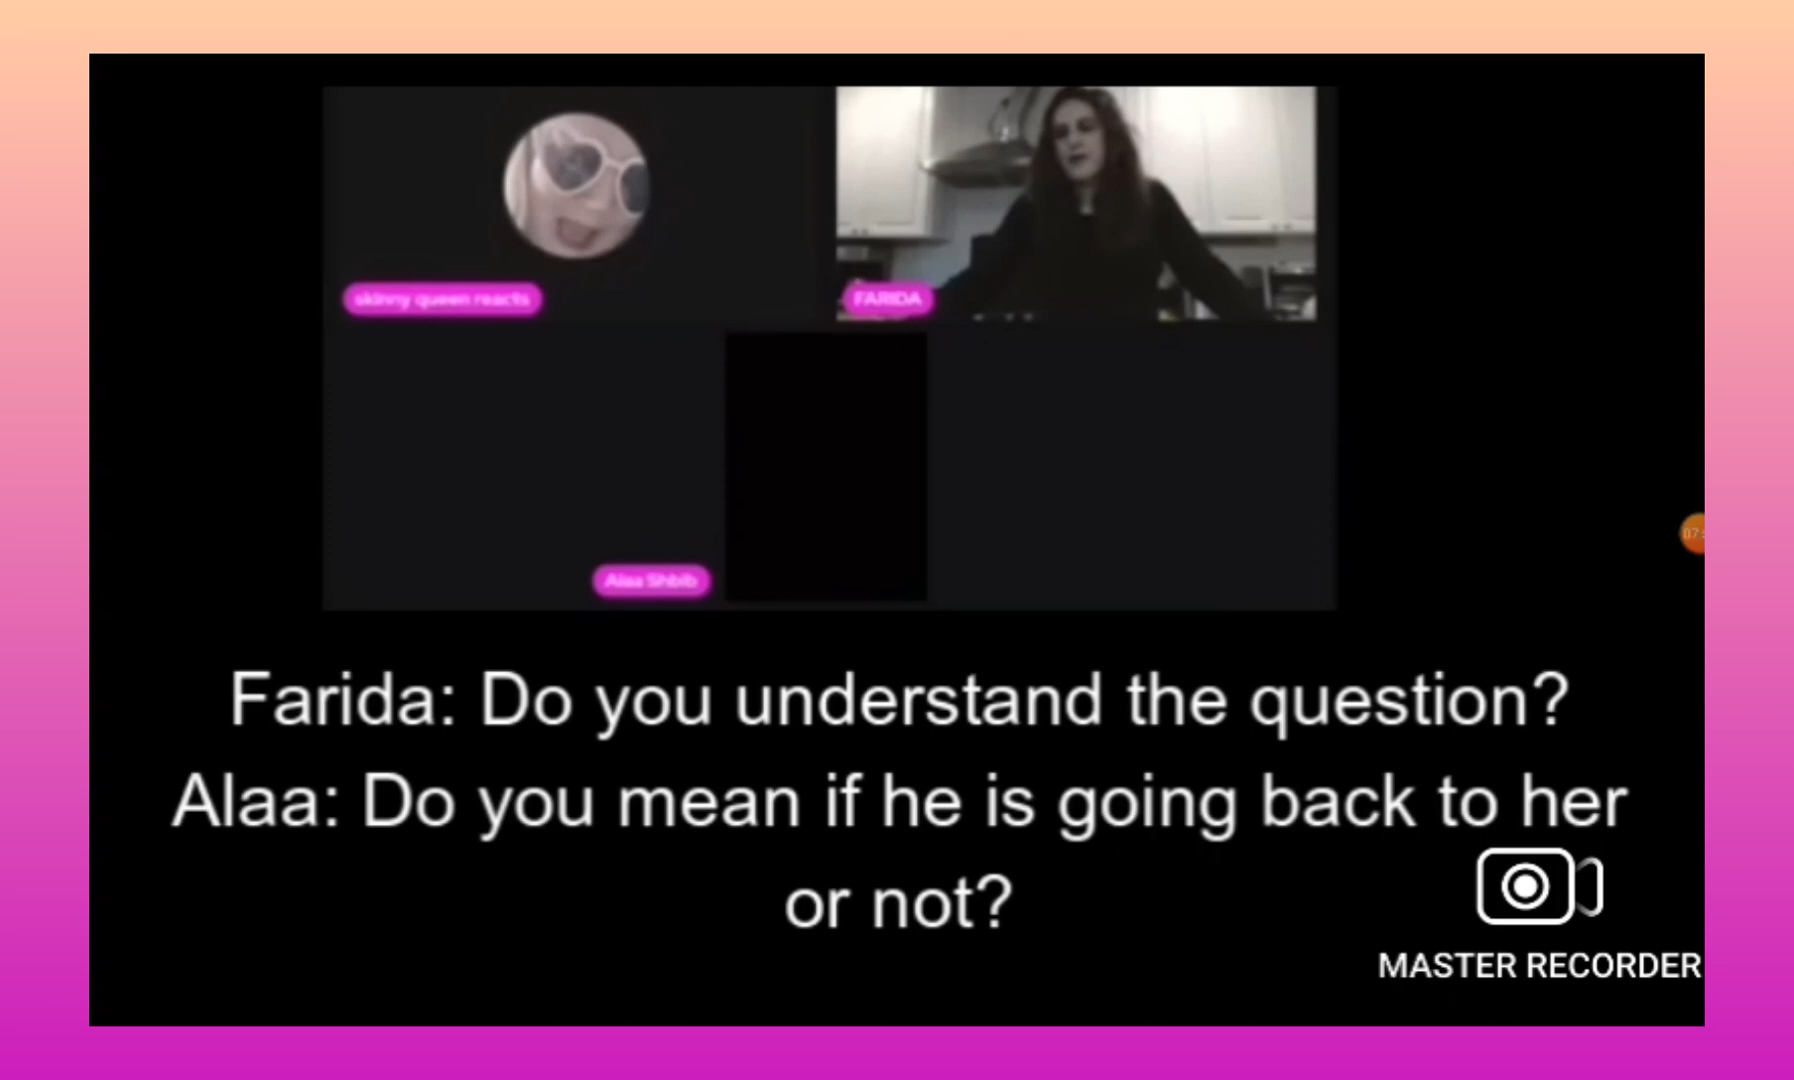 skinny queen reacts
FARIDA
Alaa Shbib
07:
Farida: Do you understand the question?
Alaa: Do you mean if he is going back to her
or not?
MASTER RECORDER